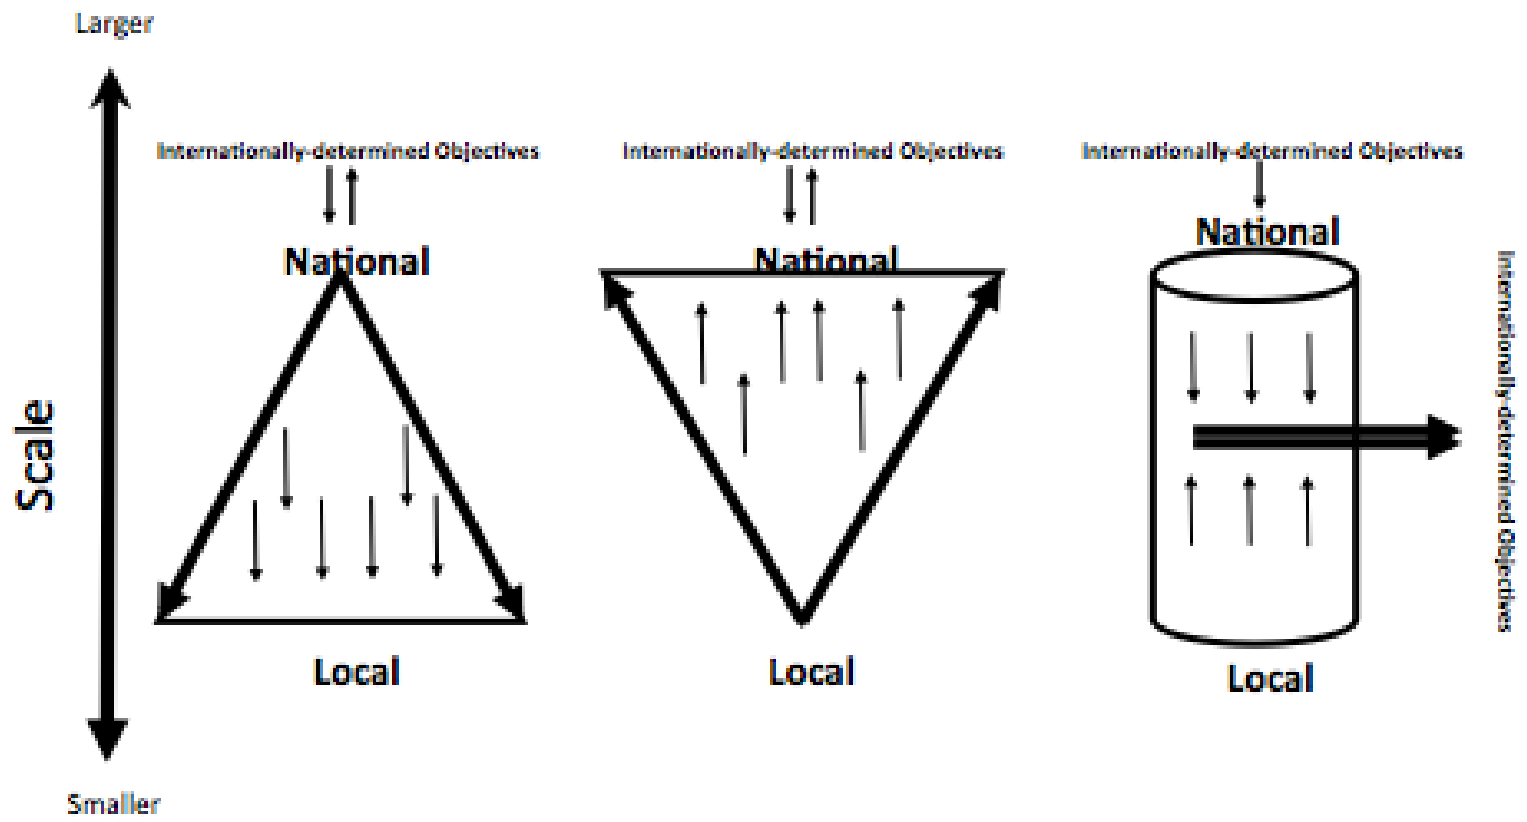 Larger
Internationally-determined Objectives
Internationally-determined Objectives
Internationally-determined Objectives
National
National
National
Internationally-determined Objectives
Scale
Local
Local
Local
Smaller